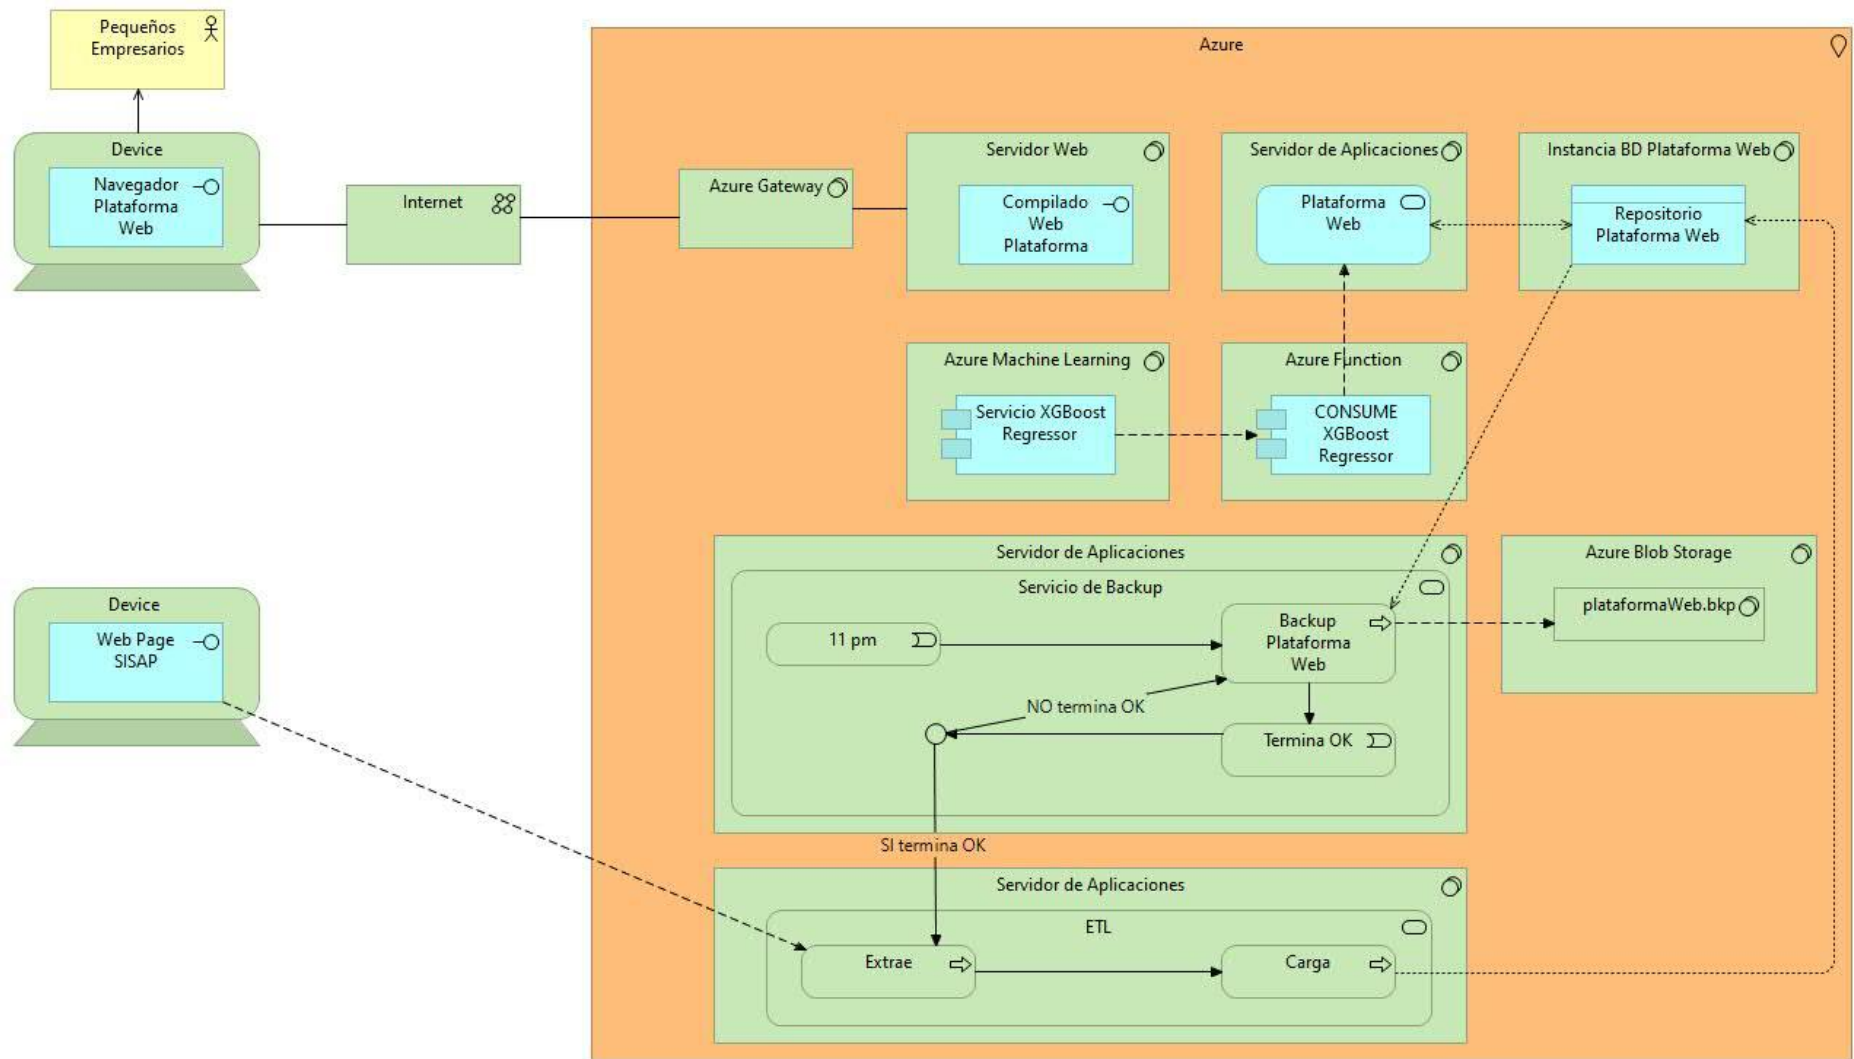 Pequeños
Empresarios
Azure
Device
Navegador
Plataforma
Web
Internet
Azure Gateway
Servidor Web
Compilado
Web
Plataforma
Servidor de Aplicaciones
Plataforma
Web
Instancia BD Plataforma Web
Repositorio
Plataforma Web
Azure Machine Learning
Servicio XGBoost
Regressor
Azure Function
CONSUME
XGBoost
Regressor
Servidor de Aplicaciones
Servicio de Backup
11 pm
Backup
Plataforma
Web
NO termina OK
Termina OK
Azure Blob Storage
plataformaWeb.bkp
Device
Web Page
SISAP
SI termina OK
Servidor de Aplicaciones
ETL
Extrae
Carga